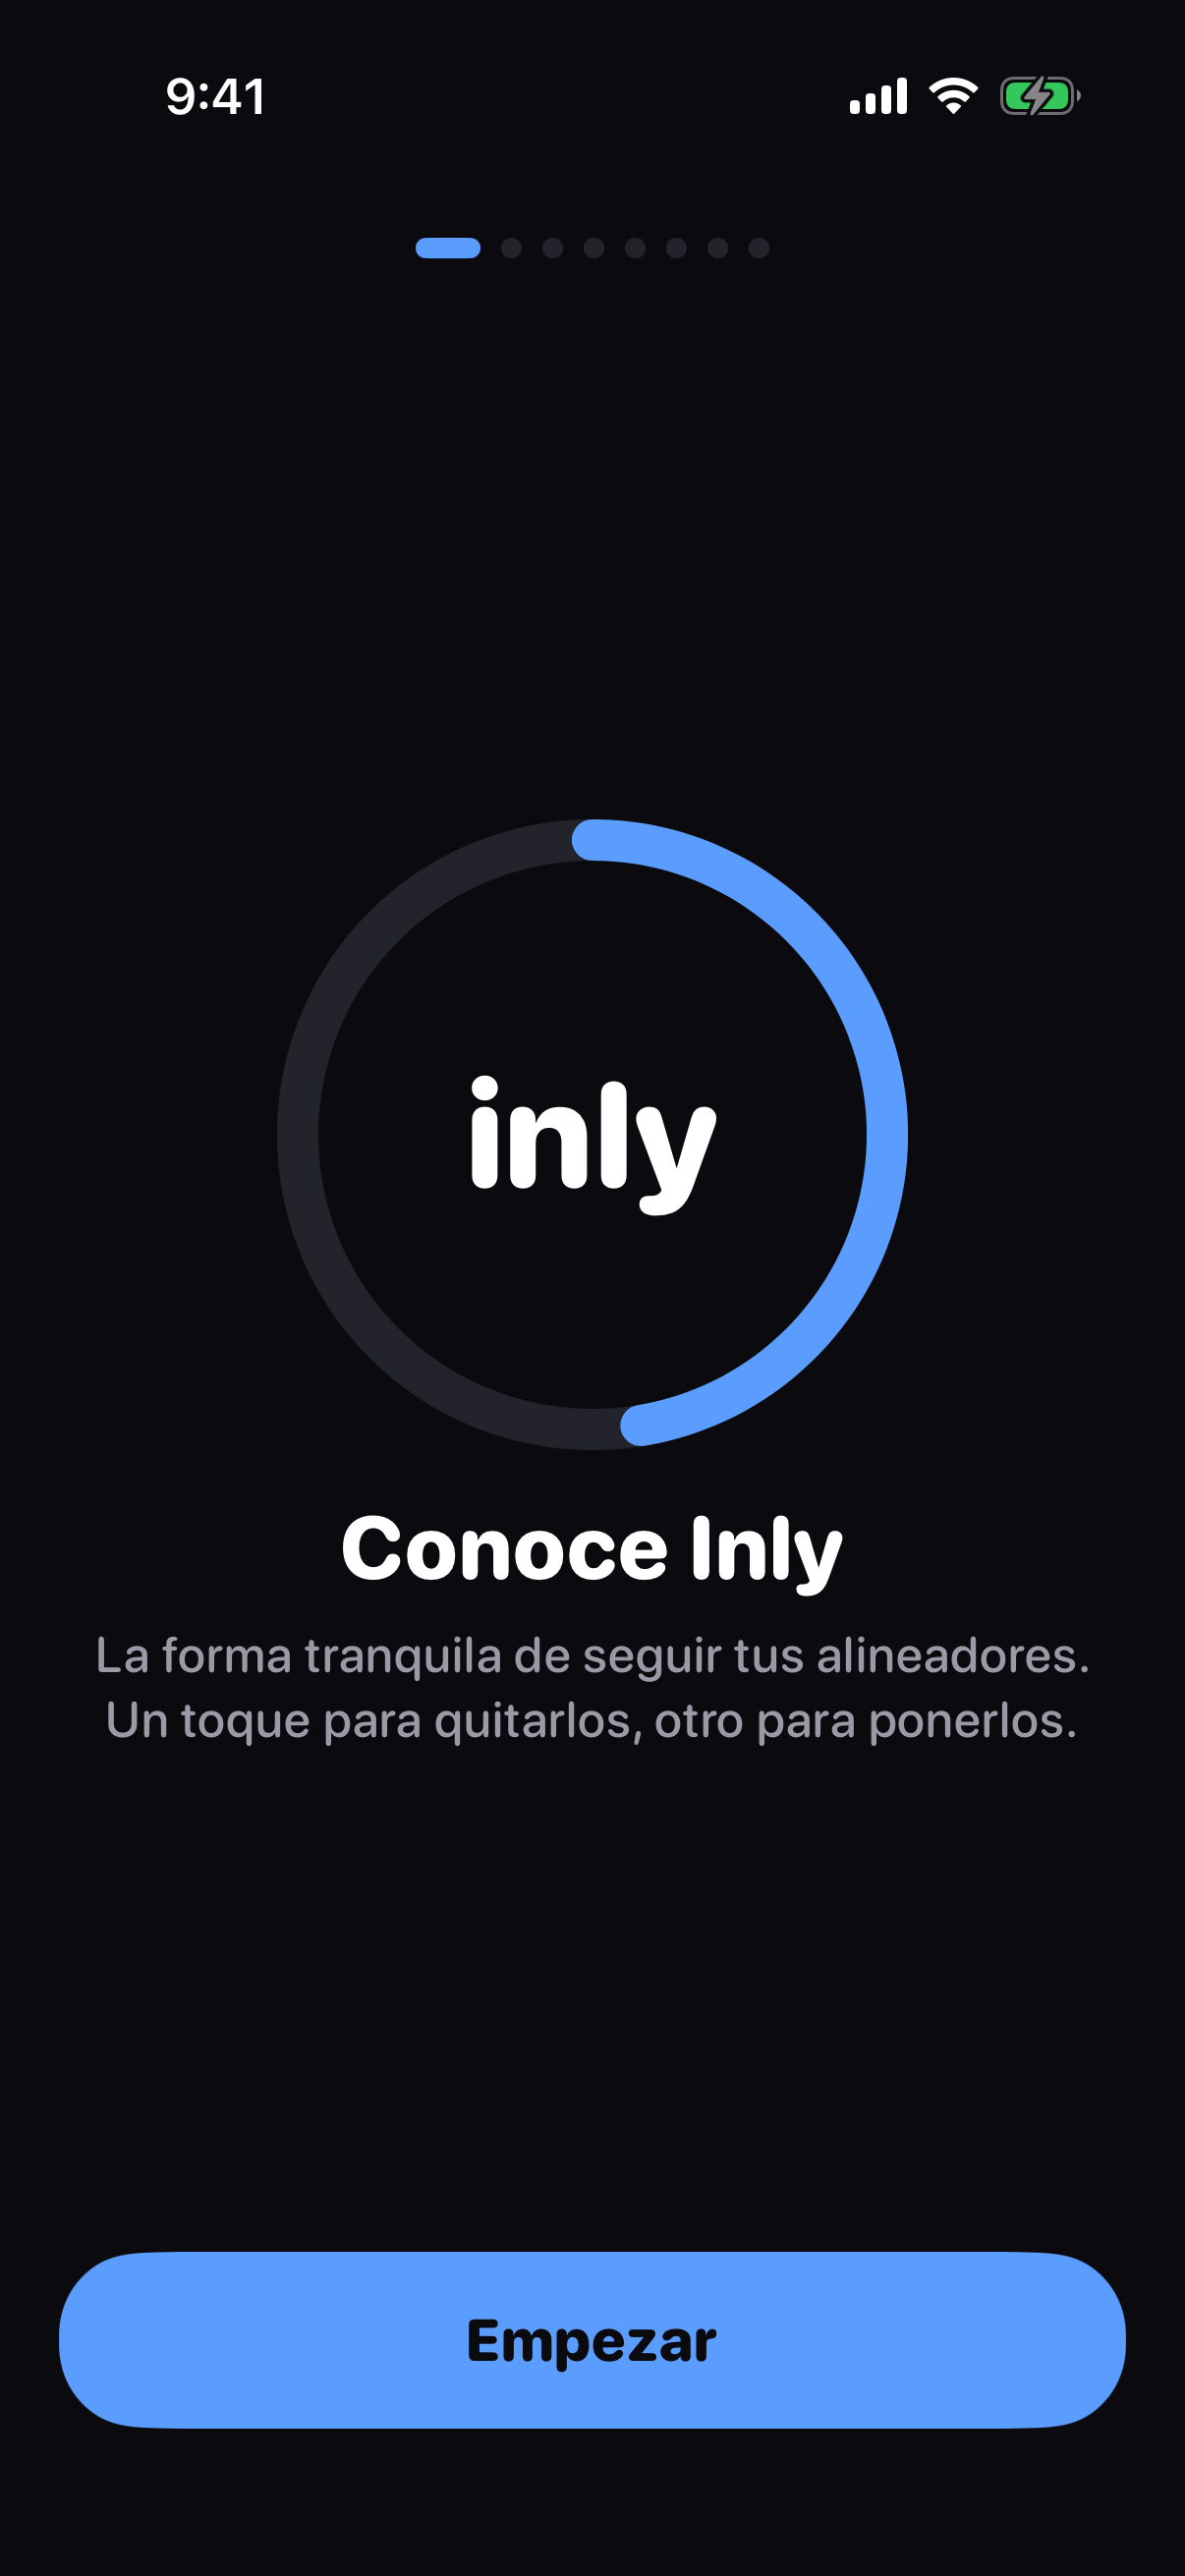 9:41
inly
Conoce Inly
La forma tranquila de seguir tus alineadores.
Un toque para quitarlos, otro para ponerlos.
Empezar